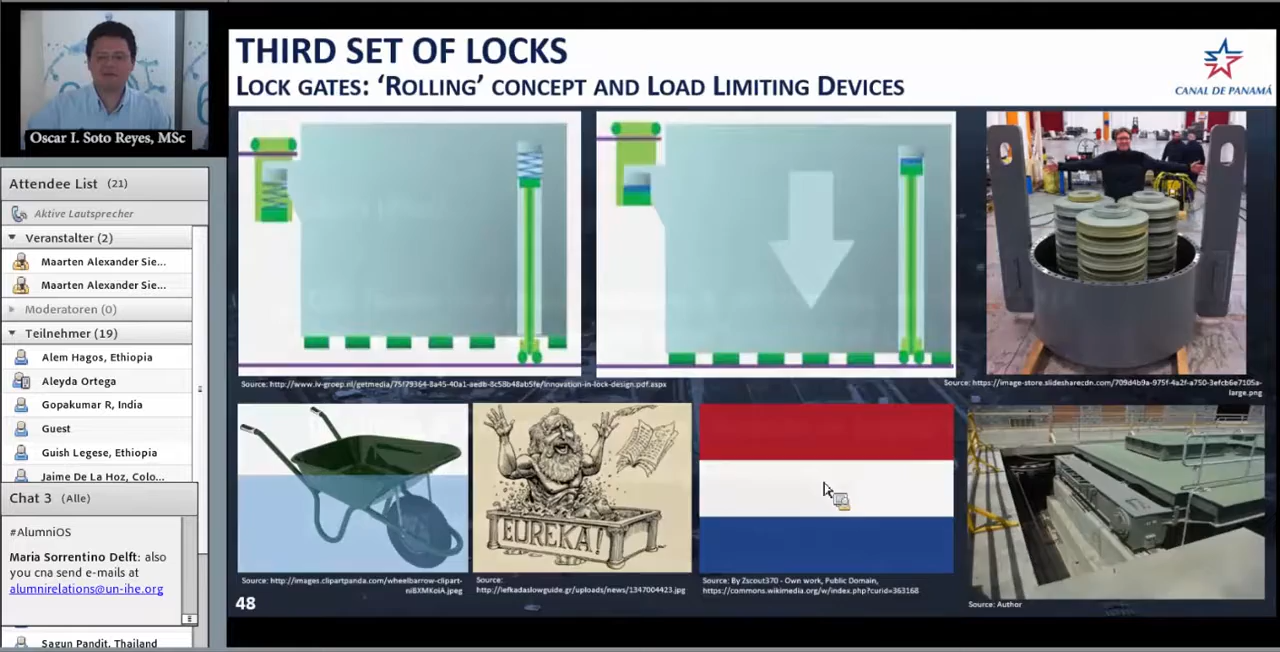 Oscar I. Soto Reyes, MSc
Attendee List (21)
Aktive Lautsprecher
Veranstalter (2)
Maarten Alexander Sie...
Maarten Alexander Sie...
Moderatoren (0)
Teilnehmer (19)
Alem Hagos, Ethiopia
Aleyda Ortega
Gopakumar R, India
Guest
Guish Legese, Ethiopia
Jaime De La Hoz, Colo...
Chat 3 (Alle)
#AlumniOS
Maria Sorrentino Delft: also
you cna send e-mails at
alumnirelations@un-ihe.org
Sagun Pandit, Thailand
THIRD SET OF LOCKS
LOCK GATES: 'ROLLING' CONCEPT AND LOAD LIMITING DEVICES
CANAL DE PANAMÁ
Source: http://www.iv-groep.nl/getmedia/75f79364-8a45-40a1-aedb-8c58b48ab5fe/Innovation-in-lock-design.pdf.aspx
Source: https://image-store.slidesharecdn.com/709d4b9a-975f-4a2f-a750-3efcb6e7105a-
large.png
EUREKA!
Source: http://images.clipartpanda.com/wheelbarrow-clipart-
niBXMKoiA.jpeg
Source:
http://lefkadaslowguide.gr/uploads/news/1347004423.jpg
Source: By Zscout370 - Own work, Public Domain,
https://commons.wikimedia.org/w/index.php?curid=363168
Source: Author
48